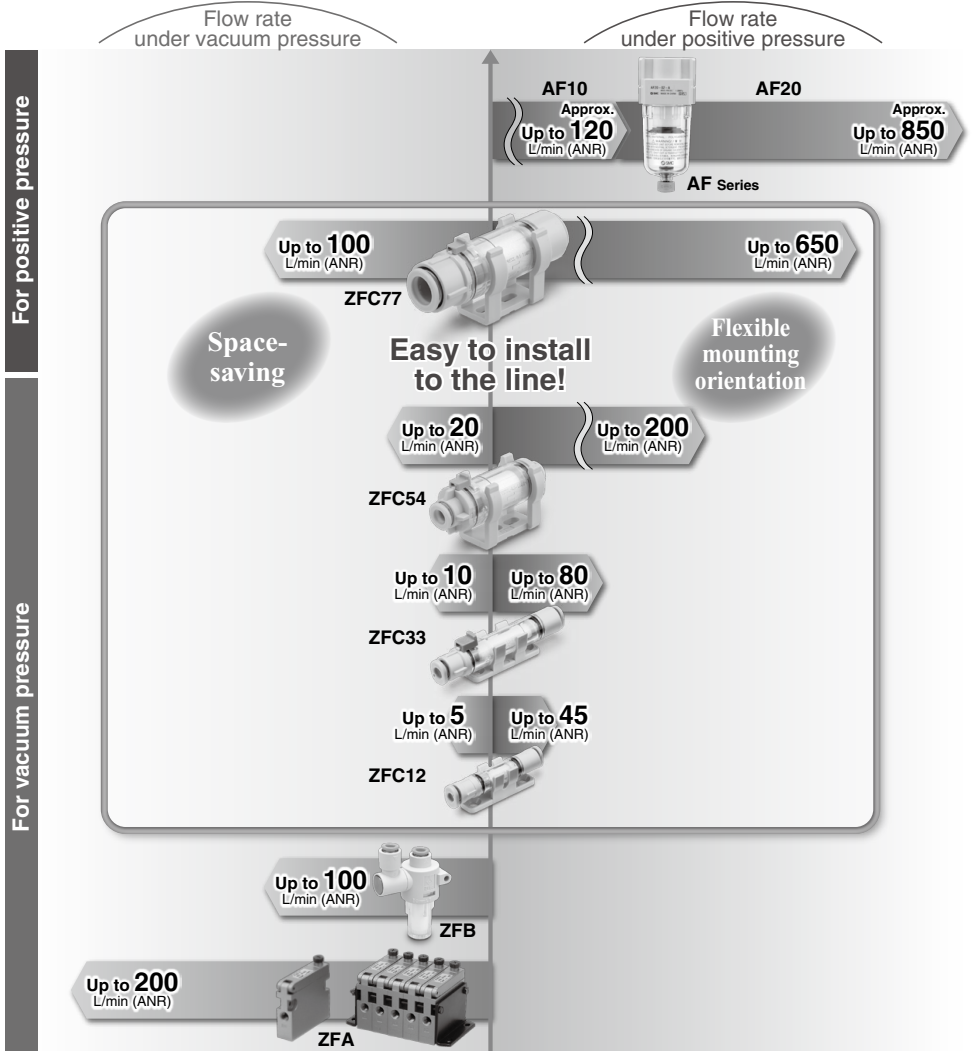 Flow rate
under vacuum pressure
Flow rate
under positive pressure
For positive pressure
AF10
Approx.
Up to 120
L/min (ANR)
AF20
Approx.
Up to 850
L/min (ANR)
AF Series
Up to 100
L/min (ANR)
Up to 650
L/min (ANR)
ZFC77
Space-
saving
Easy to install
to the line!
Flexible
mounting
orientation
For vacuum pressure
Up to 20
L/min (ANR)
Up to 200
L/min (ANR)
ZFC54
Up to 10
L/min (ANR)
Up to 80
L/min (ANR)
ZFC33
Up to 5
L/min (ANR)
Up to 45
L/min (ANR)
ZFC12
Up to 100
L/min (ANR)
ZFB
Up to 200
L/min (ANR)
ZFA